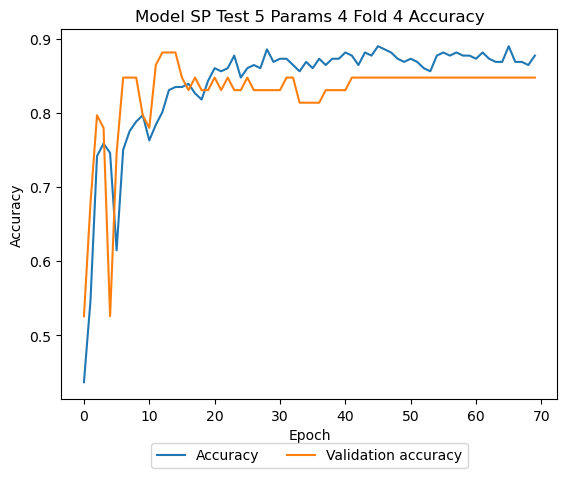 Model SP Test 5 Params 4 Fold 4 Accuracy
0.9
0.8
0.7
0.6
0.5
Accuracy
0 10 20 30 40 50 60 70
Epoch
Accuracy Validation accuracy